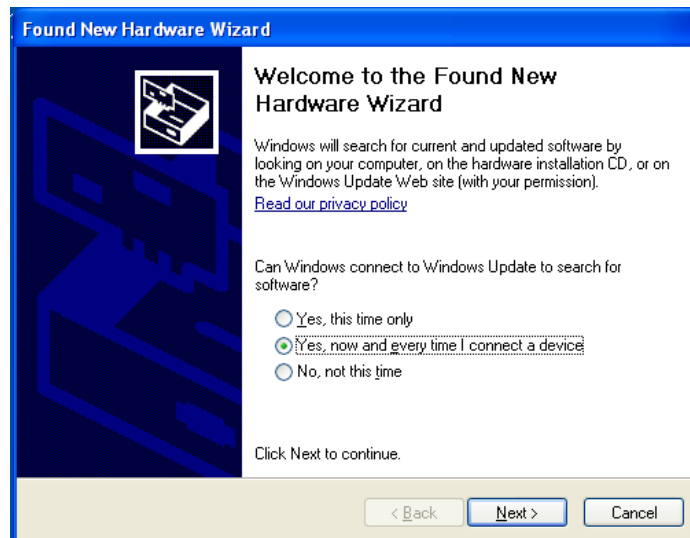 Found New Hardware Wizard
Welcome to the Found New
Hardware Wizard
Windows will search for current and updated software by
looking on your computer, on the hardware installation CD, or on
the Windows Update Web site (with your permission).
Read our privacy policy
Can Windows connect to Windows Update to search for
software?
Yes, this time only
Yes, now and every time I connect a device
No, not this time
Click Next to continue.
< Back
Next >
Cancel